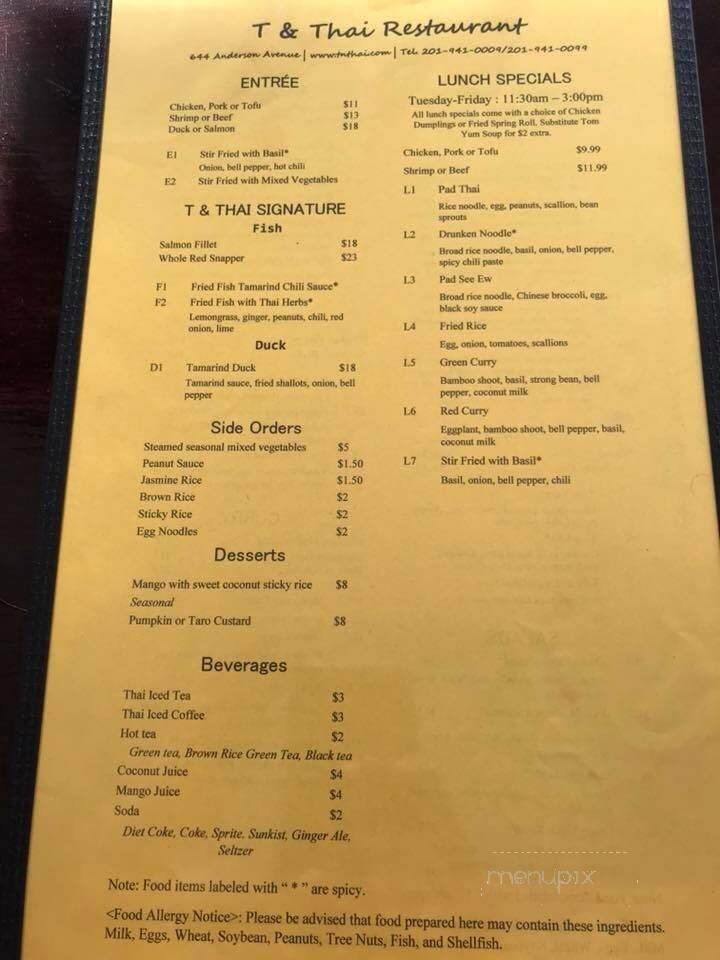 T & Thai Restaurant
644 Anderson Avenue | www.tnthai.com | Tel. 201-941-0009/201-941-0099
ENTRÉE
Chicken, Pork or Tofu $11
Shrimp or Beef $13
Duck or Salmon $18
E1 Stir Fried with Basil*
Onion, bell pepper, hot chili
E2 Stir Fried with Mixed Vegetables
T & THAI SIGNATURE
Fish
Salmon Fillet $18
Whole Red Snapper $23
F1 Fried Fish Tamarind Chili Sauce*
F2 Fried Fish with Thai Herbs*
Lemongrass, ginger, peanuts, chili, red
onion, lime
Duck
D1 Tamarind Duck $18
Tamarind sauce, fried shallots, onion, bell
pepper
Side Orders
Steamed seasonal mixed vegetables $5
Peanut Sauce $1.50
Jasmine Rice $1.50
Brown Rice $2
Sticky Rice $2
Egg Noodles $2
Desserts
Mango with sweet coconut sticky rice $8
Seasonal
Pumpkin or Taro Custard $8
Beverages
Thai Iced Tea $3
Thai Iced Coffee $3
Hot tea $2
Green tea, Brown Rice Green Tea, Black tea
Coconut Juice $4
Mango Juice $4
Soda $2
Diet Coke, Coke, Sprite. Sunkist, Ginger Ale,
Seltzer
LUNCH SPECIALS
Tuesday-Friday : 11:30am – 3:00pm
All lunch specials come with a choice of Chicken
Dumplings or Fried Spring Roll. Substitute Tom
Yum Soup for $2 extra.
Chicken, Pork or Tofu $9.99
Shrimp or Beef $11.99
L1 Pad Thai
Rice noodle, egg, peanuts, scallion, bean
sprouts
L2 Drunken Noodle*
Broad rice noodle, basil, onion, bell pepper,
spicy chili paste
L3 Pad See Ew
Broad rice noodle, Chinese broccoli, egg,
black soy sauce
L4 Fried Rice
Egg, onion, tomatoes, scallions
L5 Green Curry
Bamboo shoot, basil, strong bean, bell
pepper, coconut milk
L6 Red Curry
Eggplant, bamboo shoot, bell pepper, basil,
coconut milk
L7 Stir Fried with Basil*
Basil, onion, bell pepper, chili
Note: Food items labeled with " * " are spicy.
<Food Allergy Notice>: Please be advised that food prepared here may contain these ingredients.
Milk, Eggs, Wheat, Soybean, Peanuts, Tree Nuts, Fish, and Shellfish.
menupix